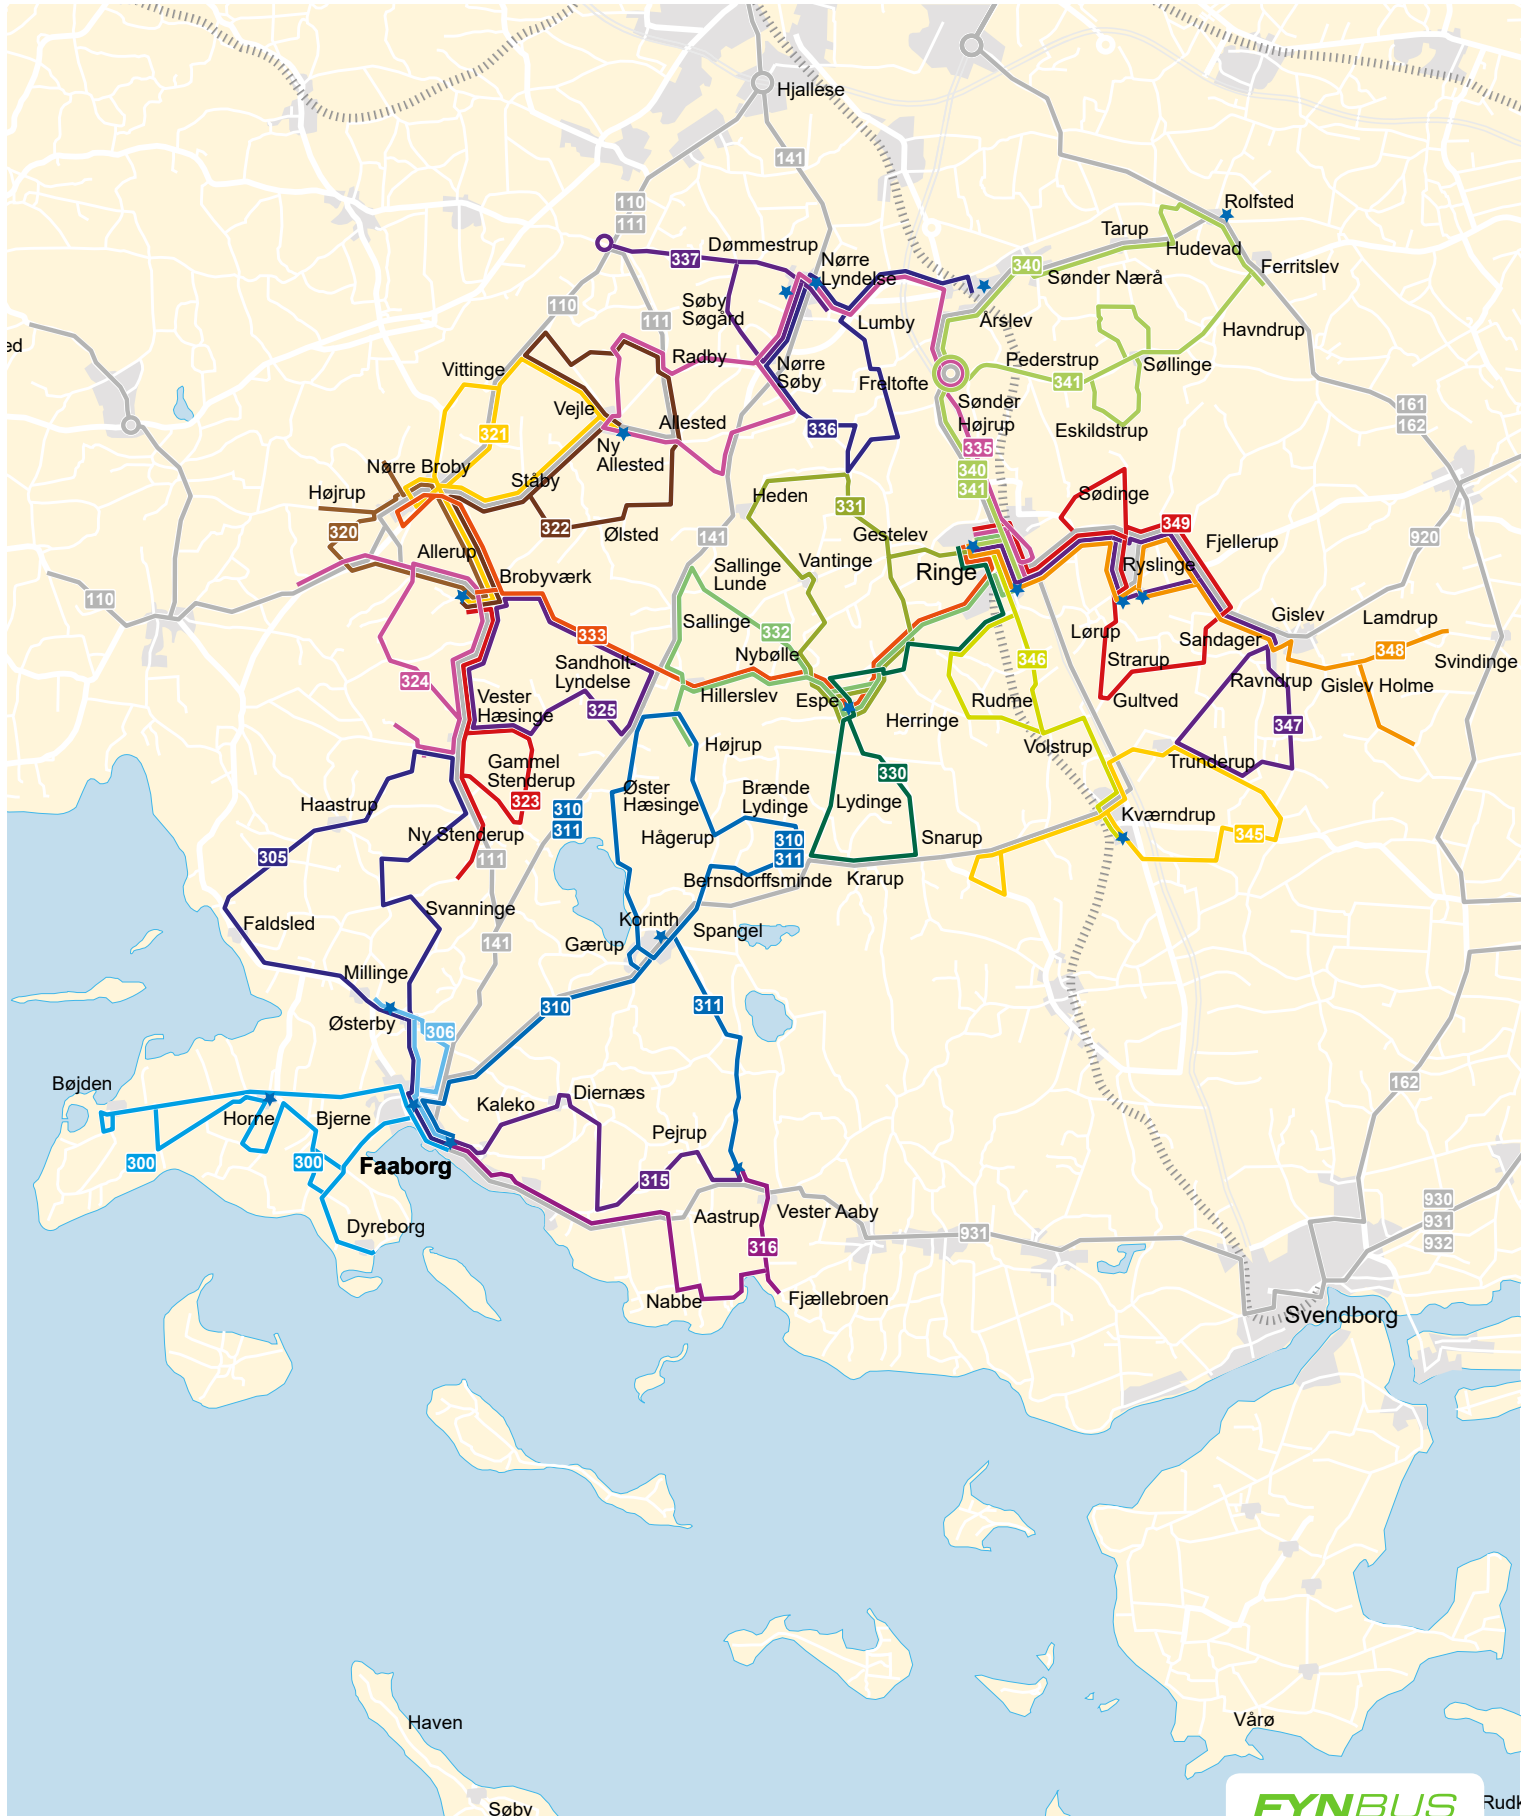 Hjallese
141
110
111
Rolfsted
Tarup
Dømmestrup
Hudevad
337
Nørre
Lyndelse
340
Ferritslev
Sønder Nærå
Søby
Søgård
110
111
Lumby
Årslev
Havndrup
ed
Radby
Pederstrup
Søllinge
Vittinge
Nørre
Søby
Freltofte
341
Sønder
Højrup
161
162
Vejle
Allested
321
336
Eskildstrup
Ny
Allested
335
Nørre Broby
340
341
Ståby
Højrup
Heden
Sødinge
331
349
320
322
Ølsted
141
Gestelev
Fjellerup
920
Allerup
Sallinge
Lunde
Vantinge
Ringe
Ryslinge
Brobyværk
110
Sallinge
332
333
Gislev
Lamdrup
Lørup
Sandager
348
Nybølle
346
Strarup
Svindinge
Sandholt-
Lyndelse
324
Ravndrup
Gislev Holme
Hillerslev
Espe
Rudme
Gultved
Vester
Hæsinge
325
Herringe
347
Højrup
Volstrup
Gammel
Stenderup
Trunderup
330
Øster
Hæsinge
Brænde
Lydinge
Haastrup
323
310
311
Lydinge
Kværndrup
Ny Stenderup
Hågerup
310
311
Snarup
345
305
111
Bernsdorffsminde
Krarup
Svanninge
Faldsled
Korinth
Spangel
141
Gærup
Millinge
310
311
Østerby
306
162
Bøjden
Diernæs
Horne
Bjerne
Kaleko
Pejrup
300
300
Faaborg
315
930
931
932
Dyreborg
Aastrup
Vester Aaby
931
316
Nabbe
Fjællebroen
Svendborg
Haven
Vårø
Søby
FYNBUS
Rudk